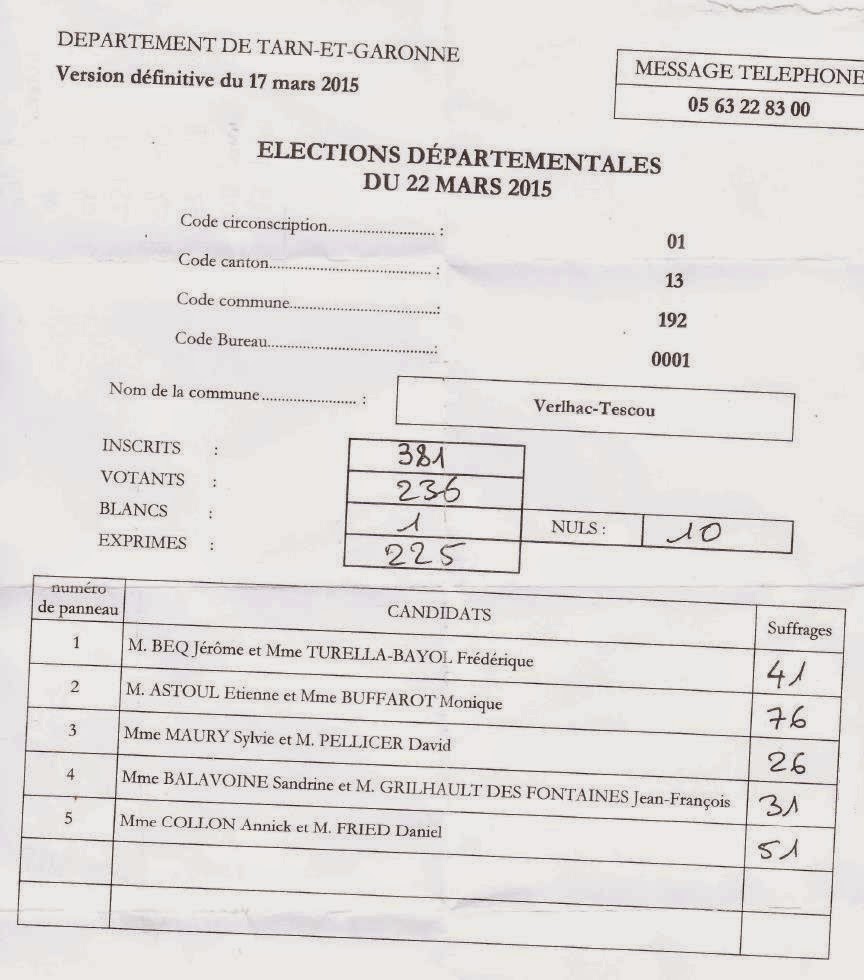 DEPARTEMENT DE TARN-ET-GARONNE
Version définitive du 17 mars 2015
MESSAGE TELEPHONE
05 63 22 83 00
ELECTIONS DÉPARTEMENTALES
DU 22 MARS 2015
Code circonscription....................... : 01
Code canton.................................. : 13
Code commune...............................: 192
Code Bureau...................................: 0001
Nom de la commune.................... : Verlhac-Tescou
INSCRITS : 381
VOTANTS : 236
BLANCS : 1 NULS : 10
EXPRIMES : 225
numéro de panneau CANDIDATS Suffrages
1 M. BEQ Jérôme et Mme TURELLA-BAYOL Frédérique 41
2 M. ASTOUL Etienne et Mme BUFFAROT Monique 76
3 Mme MAURY Sylvie et M. PELLICER David 26
4 Mme BALAVOINE Sandrine et M. GRILHAULT DES FONTAINES Jean-François 31
5 Mme COLLON Annick et M. FRIED Daniel 51